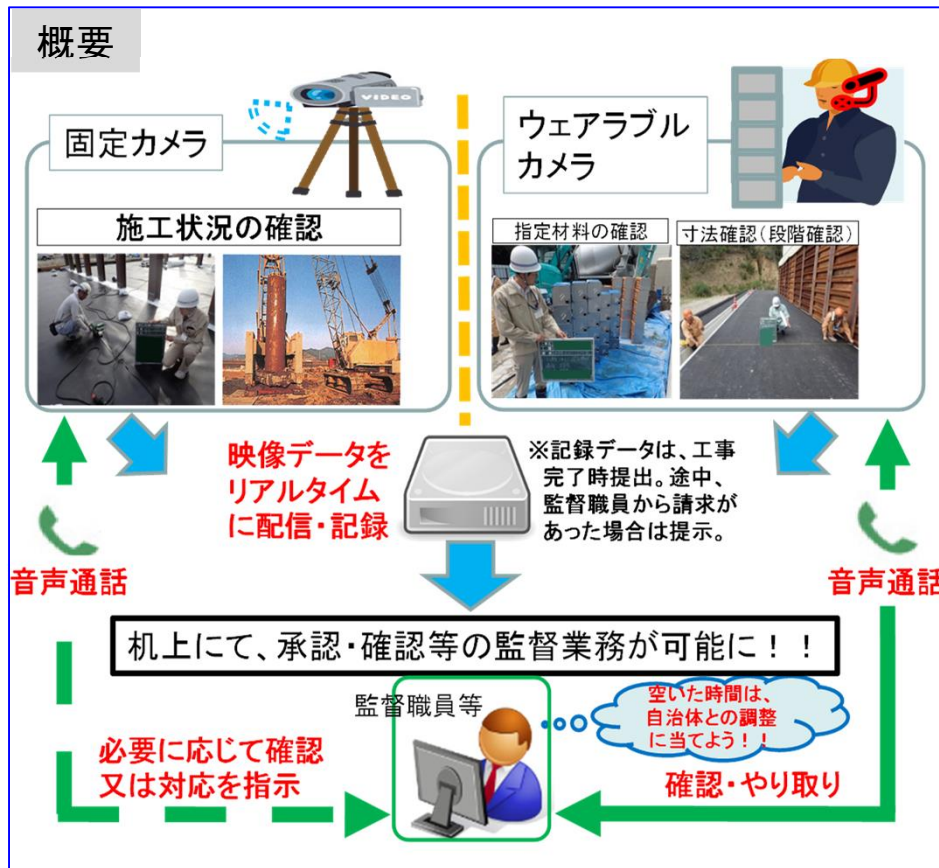 概要
VIDEO
固定カメラ
ウェアラブル
カメラ
施工状況の確認
指定材料の確認
寸法確認(段階確認)
映像データを
リアルタイム
に配信・記録
※記録データは、工事
完了時提出。途中、
監督職員から請求が
あった場合は提示。
音声通話
音声通話
机上にて、承認・確認等の監督業務が可能に！！
監督職員等
空いた時間は、
自治体との調整
に当てよう！！
必要に応じて確認
又は対応を指示
確認・やり取り